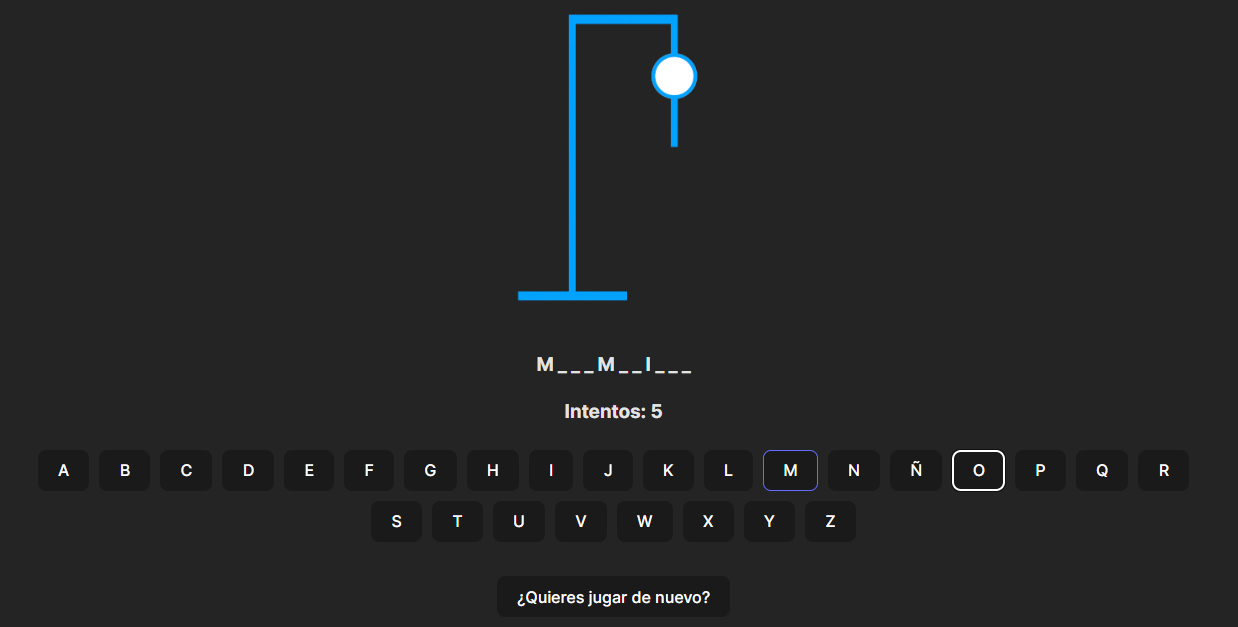 M _ _ _ M _ _ I _ _ _
Intentos: 5
A B C D E F G H I J K L M N Ñ O P Q R
S T U V W X Y Z
¿Quieres jugar de nuevo?